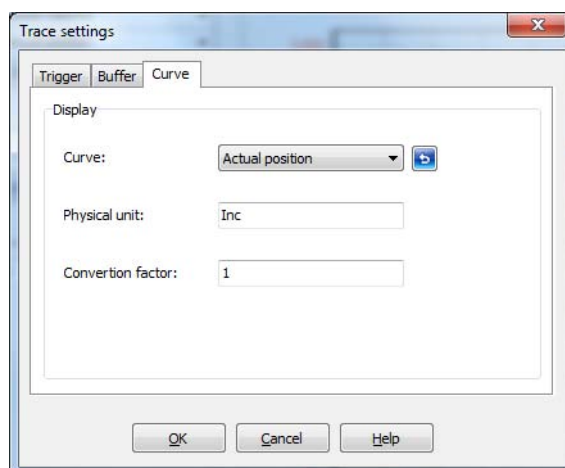 Trace settings
Trigger Buffer Curve
Display
Curve: Actual position
Physical unit: Inc
Convertion factor: 1
OK Cancel Help